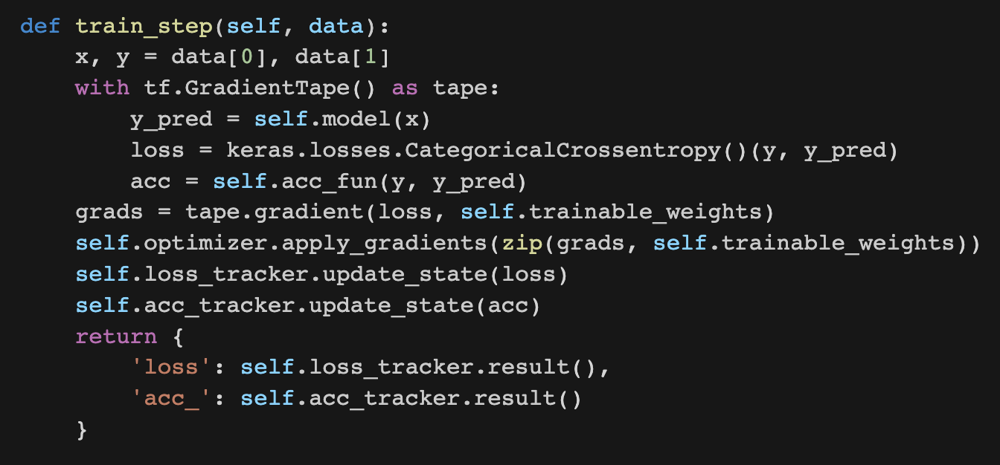 def train_step(self, data):
    x, y = data[0], data[1]
    with tf.GradientTape() as tape:
        y_pred = self.model(x)
        loss = keras.losses.CategoricalCrossentropy()(y, y_pred)
        acc = self.acc_fun(y, y_pred)
    grads = tape.gradient(loss, self.trainable_weights)
    self.optimizer.apply_gradients(zip(grads, self.trainable_weights))
    self.loss_tracker.update_state(loss)
    self.acc_tracker.update_state(acc)
    return {
        'loss': self.loss_tracker.result(),
        'acc_': self.acc_tracker.result()
    }